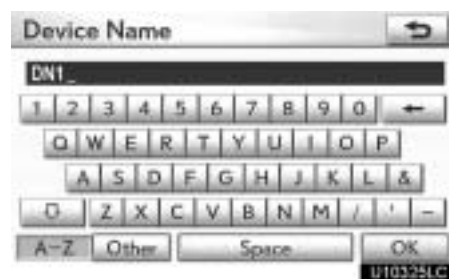 Device Name
DN1_
1 2 3 4 5 6 7 8 9 0 ←
Q W E R T Y U I O P
A S D F G H J K L &
⇩ Z X C V B N M / ' -
A-Z Other Space OK
U10325LC